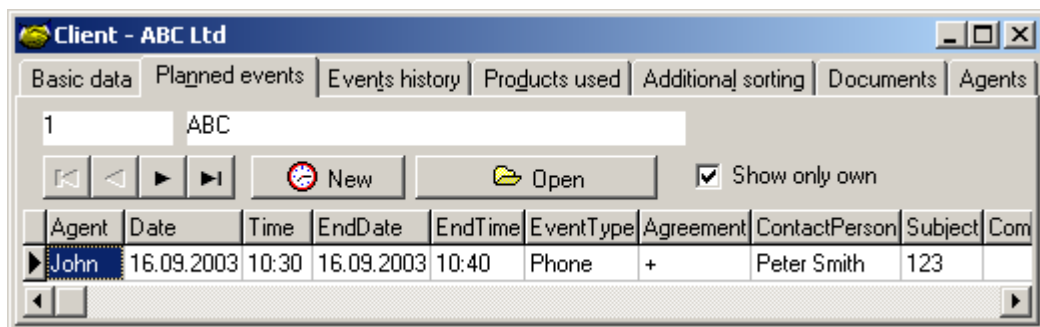 Client - ABC Ltd
Basic data Planned events Events history Products used Additional sorting Documents Agents
1 ABC
New Open Show only own
Agent Date Time EndDate EndTime EventType Agreement ContactPerson Subject Com
John 16.09.2003 10:30 16.09.2003 10:40 Phone + Peter Smith 123